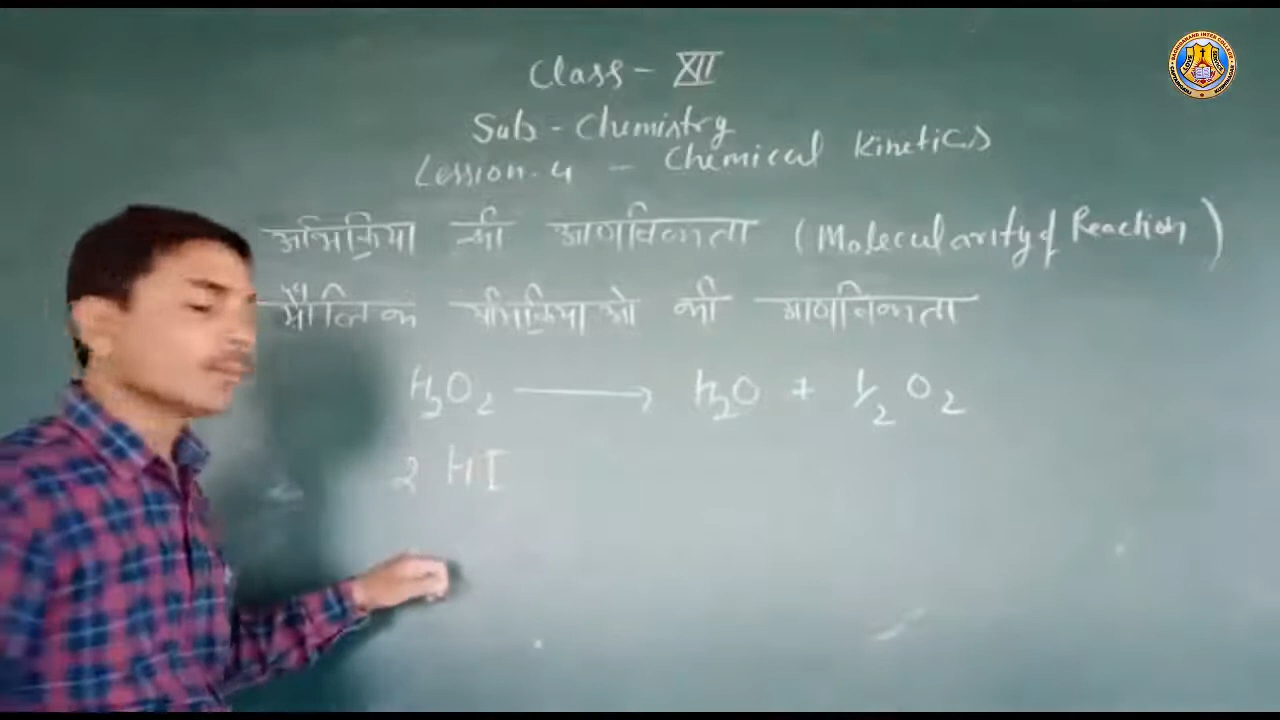 Class - XII
Sub - Chemistry
Lession. 4 - Chemical Kinetics
अभिक्रिया की आणविकता (Molecularity of Reaction)
मौलिक अभिक्रियाओ की आणविकता
H₂O₂ ⟶ H₂O + 1/2 O₂
2 HI